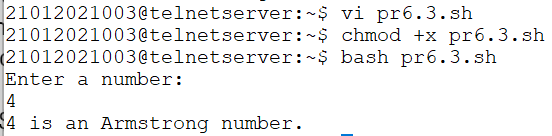 21012021003@telnetserver:~$ vi pr6.3.sh
21012021003@telnetserver:~$ chmod +x pr6.3.sh
21012021003@telnetserver:~$ bash pr6.3.sh
Enter a number:
4
4 is an Armstrong number.